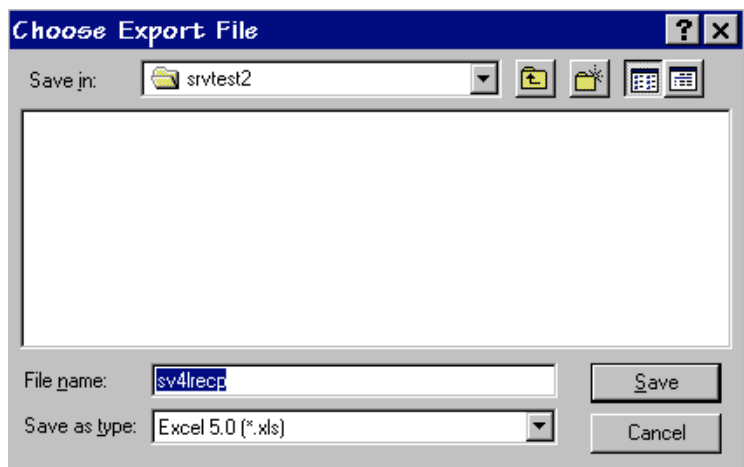 Choose Export File
Save in: srvtest2
File name: sv4lrecp
Save Save as type: Excel 5.0 (*.xls)
Cancel